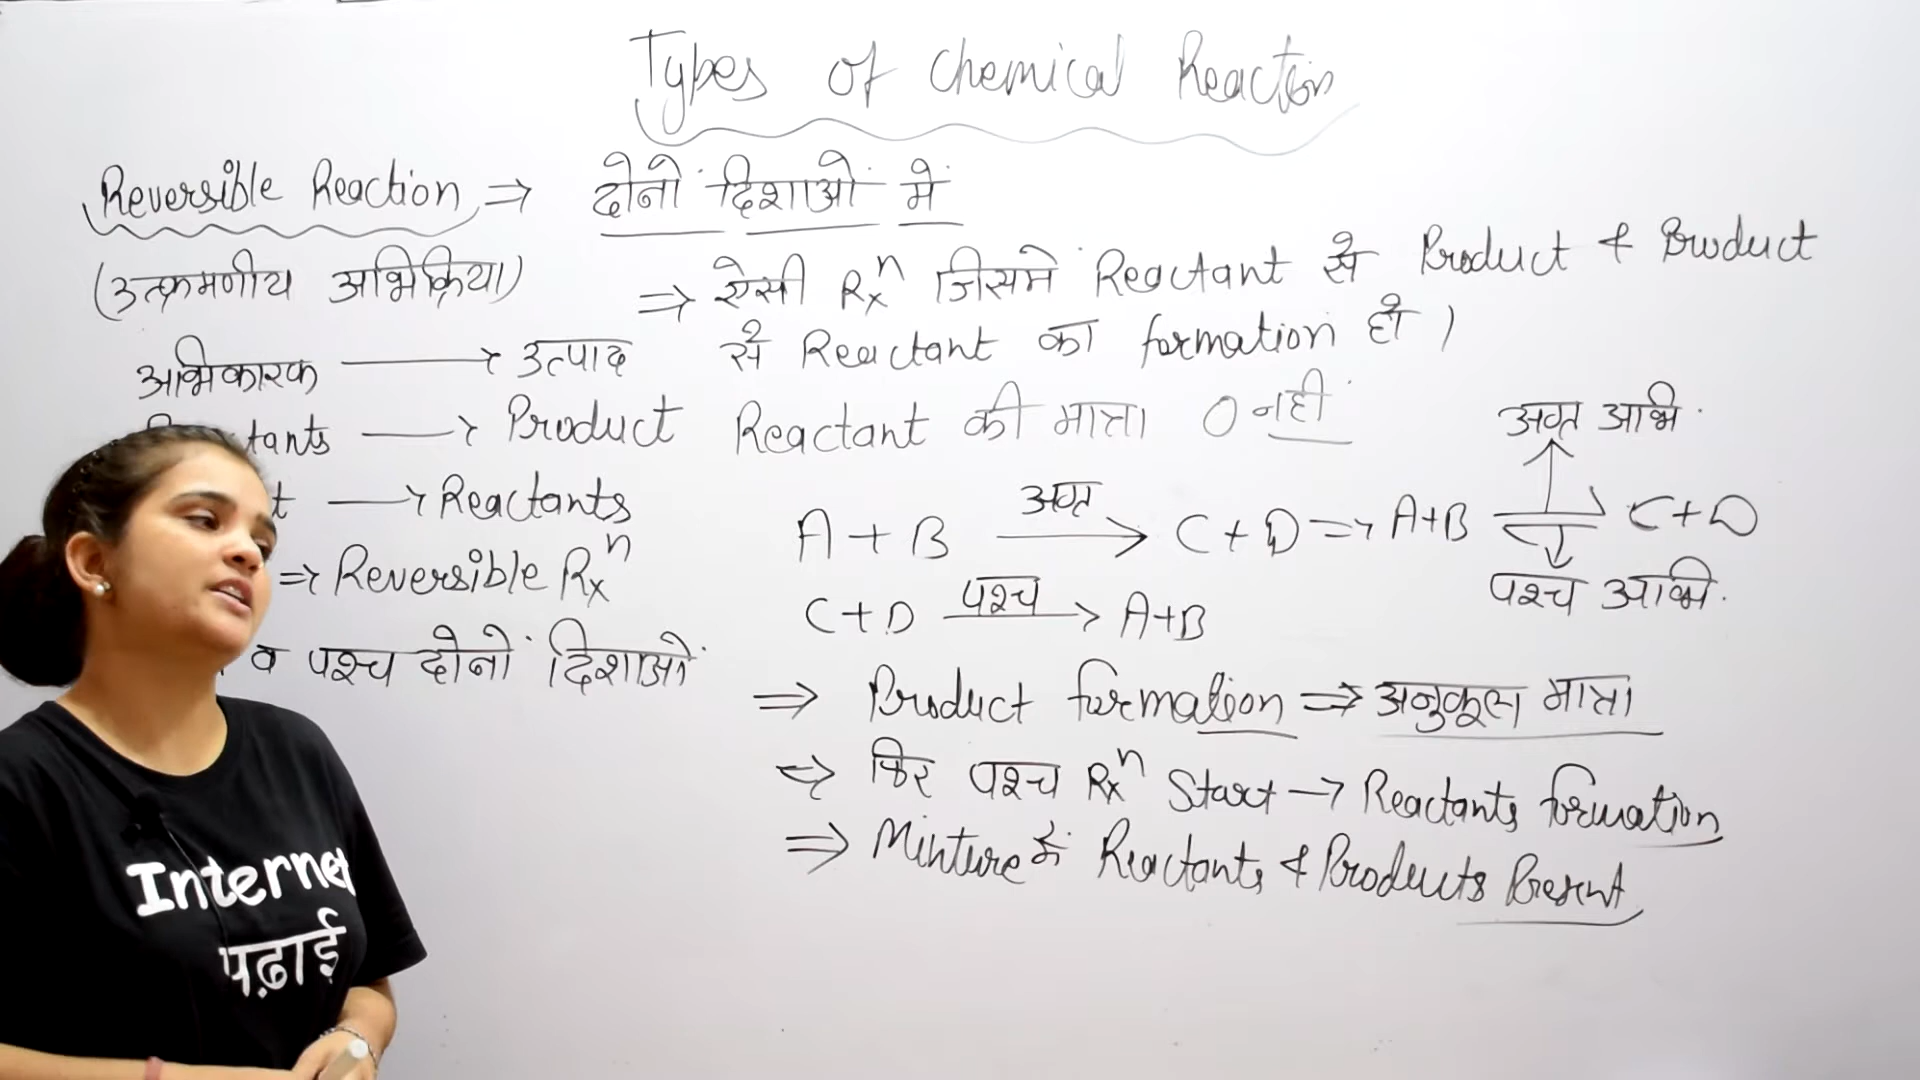 Types of Chemical Reaction
Reversible Reaction ⇒ दोनों दिशाओं में
(उत्क्रमणीय अभिक्रिया)
⇒ ऐसी Rxⁿ जिसमे Reactant से Product & Product
से Reactant का formation हो ।
अभिकारक ⟶ उत्पाद
tants ⟶ Product
Reactant की मात्रा 0 नहीं
t ⟶ Reactants
⇒ Reversible Rxⁿ
व पश्च दोनों दिशाओं
अग्र अभि.
A + B ⟶ C + D ⇒ A+B ⇌ C+D
अग्र
पश्च अभि.
C + D ⟶ A+B
पश्च
⇒ Product formation ⇒ अनुकूल मात्रा
⇒ फिर पश्च Rxⁿ Start → Reactants formation
⇒ Minture में Reactants & Products Present
Internet
पढ़ाई